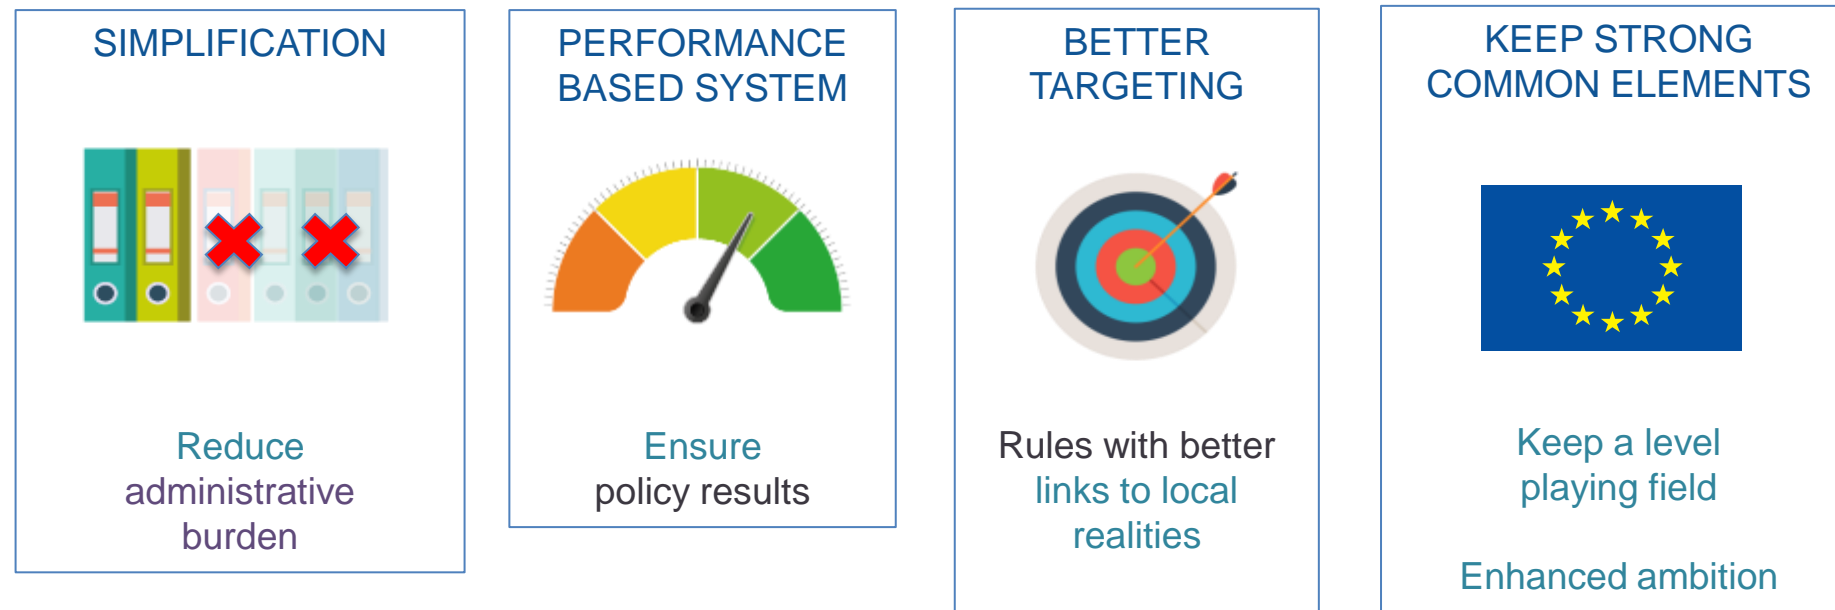 SIMPLIFICATION
Reduce
administrative
burden
PERFORMANCE
BASED SYSTEM
Ensure
policy results
BETTER
TARGETING
Rules with better
links to local
realities
KEEP STRONG
COMMON ELEMENTS
Keep a level
playing field
Enhanced ambition